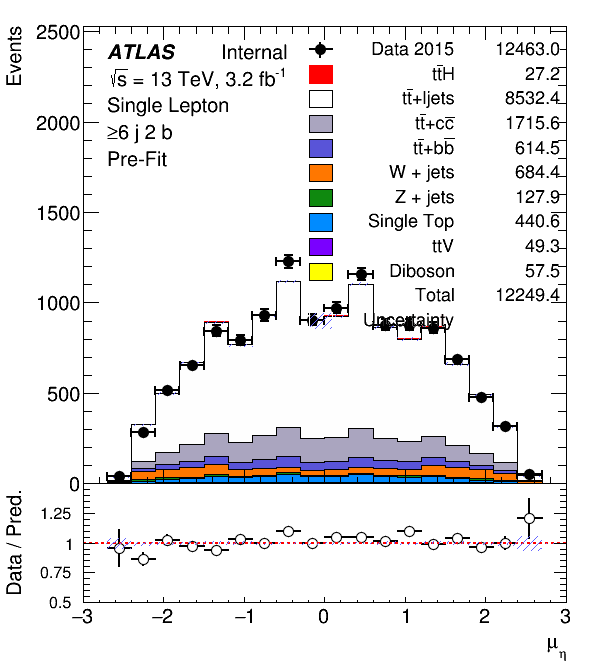 Events
2500
2000
1500
1000
500
0
ATLAS Internal
√s = 13 TeV, 3.2 fb⁻¹
Single Lepton
≥6 j 2 b
Pre-Fit
Data 2015 12463.0
tt̄H 27.2
tt̄+ljets 8532.4
tt̄+cc̄ 1715.6
tt̄+bb̄ 614.5
W + jets 684.4
Z + jets 127.9
Single Top 440.6
ttV 49.3
Diboson 57.5
Total 12249.4
Uncertainty
Data / Pred.
1.25
1
0.75
0.5
−3 −2 −1 0 1 2 3
μη